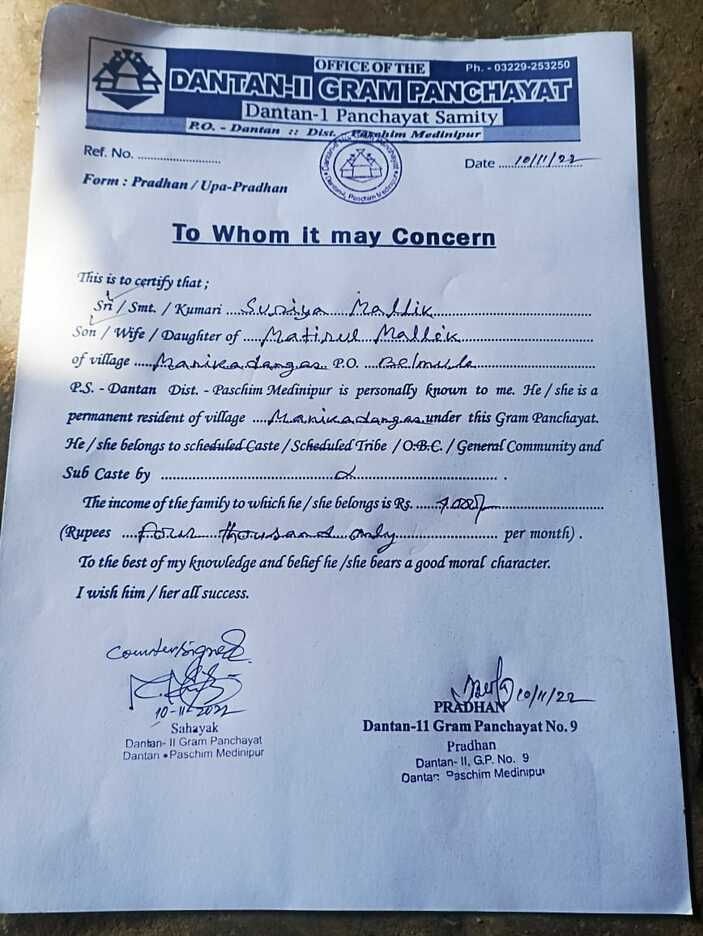 OFFICE OF THE
Ph. - 03229-253250
DANTAN-II GRAM PANCHAYAT
Dantan-1 Panchayat Samity
P.O. - Dantan :: Dist. - Paschim Medinipur
Ref. No. ........................
Date ....10/11/22
Form : Pradhan / Upa-Pradhan
To Whom it may Concern
This is to certify that ;
Sri / Smt. / Kumari ....Suriya Mallik
Son / Wife / Daughter of ....Matirul Mallik
of village ....Manikadangar P.O.
P.S. - Dantan Dist. - Paschim Medinipur is personally known to me. He / she is a
permanent resident of village ....Manikadangar under this Gram Panchayat.
He / she belongs to scheduled Caste / Scheduled Tribe / O.B.C. / General Community and
Sub Caste by ........................ .
The income of the family to which he / she belongs is Rs. ......
(Rupees ....four thousand only.................... per month) .
To the best of my knowledge and belief he /she bears a good moral character.
I wish him / her all success.
Countersigned
10-11-2022
Sahayak
Dantan- II Gram Panchayat
Dantan • Paschim Medinipur
10/11/22
PRADHAN
Dantan-11 Gram Panchayat No. 9
Pradhan
Dantan- II, G.P. No. 9
Dantan Paschim Medinipur